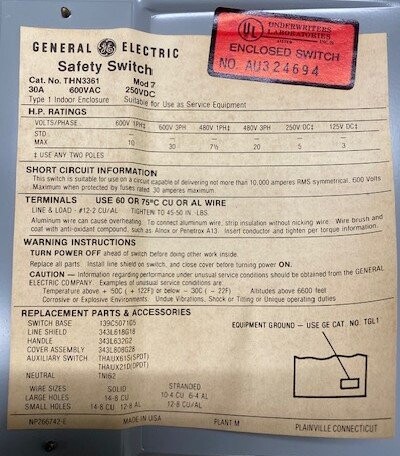 GENERAL GE ELECTRIC
Safety Switch
Cat. No. THN3361 Mod 7
30A 600VAC 250VDC
Type 1 Indoor Enclosure Suitable for Use as Service Equipment
UL UNDERWRITERS
LABORATORIES
INC.®
ENCLOSED SWITCH
NO AU324694
H.P. RATINGS
VOLTS/PHASE 600V 1PH‡ 600V 3PH 480V 1PH‡ 480V 3PH 250V DC‡ 125V DC‡
STD
MAX 10 30 7½ 20 5 3
‡ USE ANY TWO POLES
SHORT CIRCUIT INFORMATION
This switch is suitable for use on a circuit capable of delivering not more than 10,000 amperes RMS symmetrical, 600 Volts
Maximum when protected by fuses rated 30 amperes maximum.
TERMINALS USE 60 OR 75°C CU OR AL WIRE
LINE & LOAD - #12-2 CU/AL TIGHTEN TO 45-50 IN -LBS.
Aluminum wire can cause overheating. To connect aluminum wire, strip insulation without nicking wire. Wire brush and
coat with anti-oxidant compound, such as Alnox or Penetrox A13. Insert conductor and tighten per torque information.
WARNING INSTRUCTIONS
TURN POWER OFF ahead of switch before doing other work inside.
Replace all parts. Install line shield on switch, and close cover before turning power ON.
CAUTION — Information regarding performance under unusual service conditions should be obtained from the GENERAL
ELECTRIC COMPANY. Examples of unusual service conditions are:
Temperature above + 50C ( + 122F) or below - 30C ( - 22F) Altitudes above 6600 feet
Corrosive or Explosive Environments. Undue Vibrations, Shock or Tilting or Unique operating duties
REPLACEMENT PARTS & ACCESSORIES
SWITCH BASE 139C507105
LINE SHIELD 343L618G18
HANDLE 343L632G2
COVER ASSEMBLY 343L808G28
AUXILIARY SWITCH THAUX61S(SPDT)
THAUX21D(DPDT)
NEUTRAL TNI62
WIRE SIZES SOLID STRANDED
LARGE HOLES 14-8 CU 10-4 CU 6-4 AL
SMALL HOLES 14-8 CU 12-8 AL 12-8 CU/AL
EQUIPMENT GROUND — USE GE CAT. NO. TGL1
NP266742-E MADE IN USA PLANT M PLAINVILLE CONNECTICUT